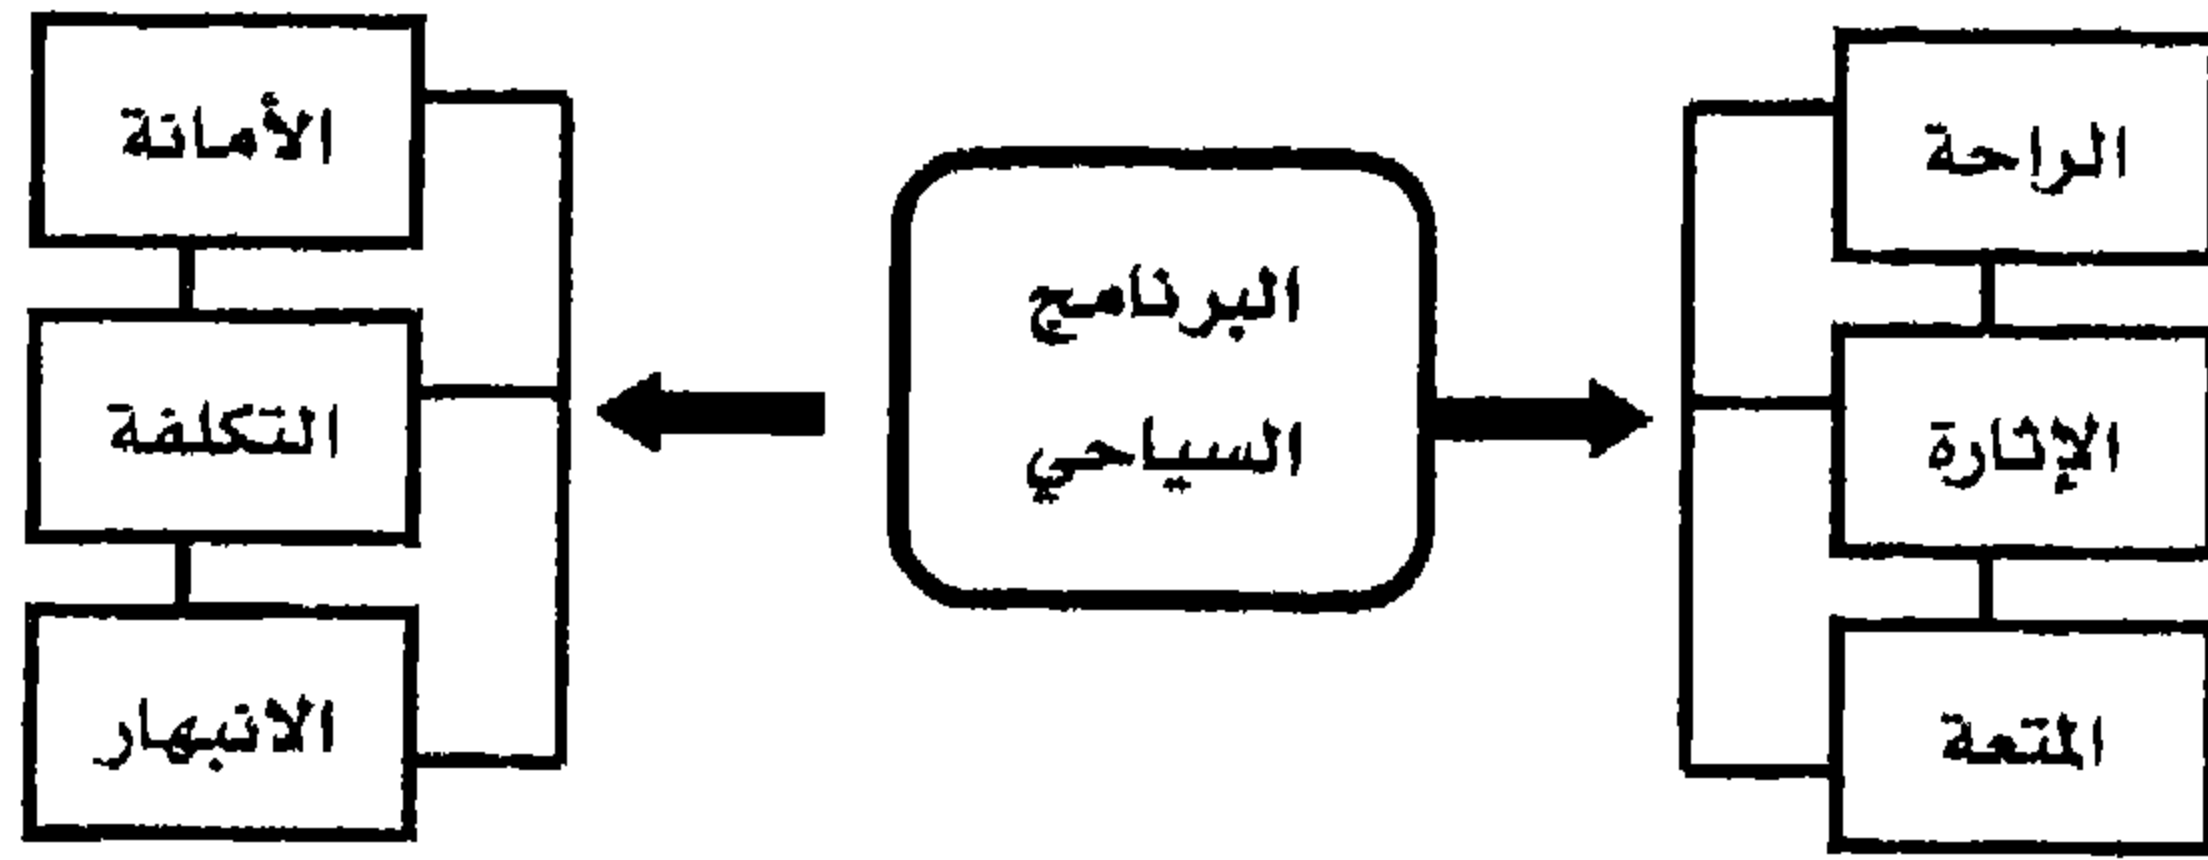 الراحة
الإثارة
المتعة
البرنامج
السياحي
الأمانة
التكلفة
الانبهار